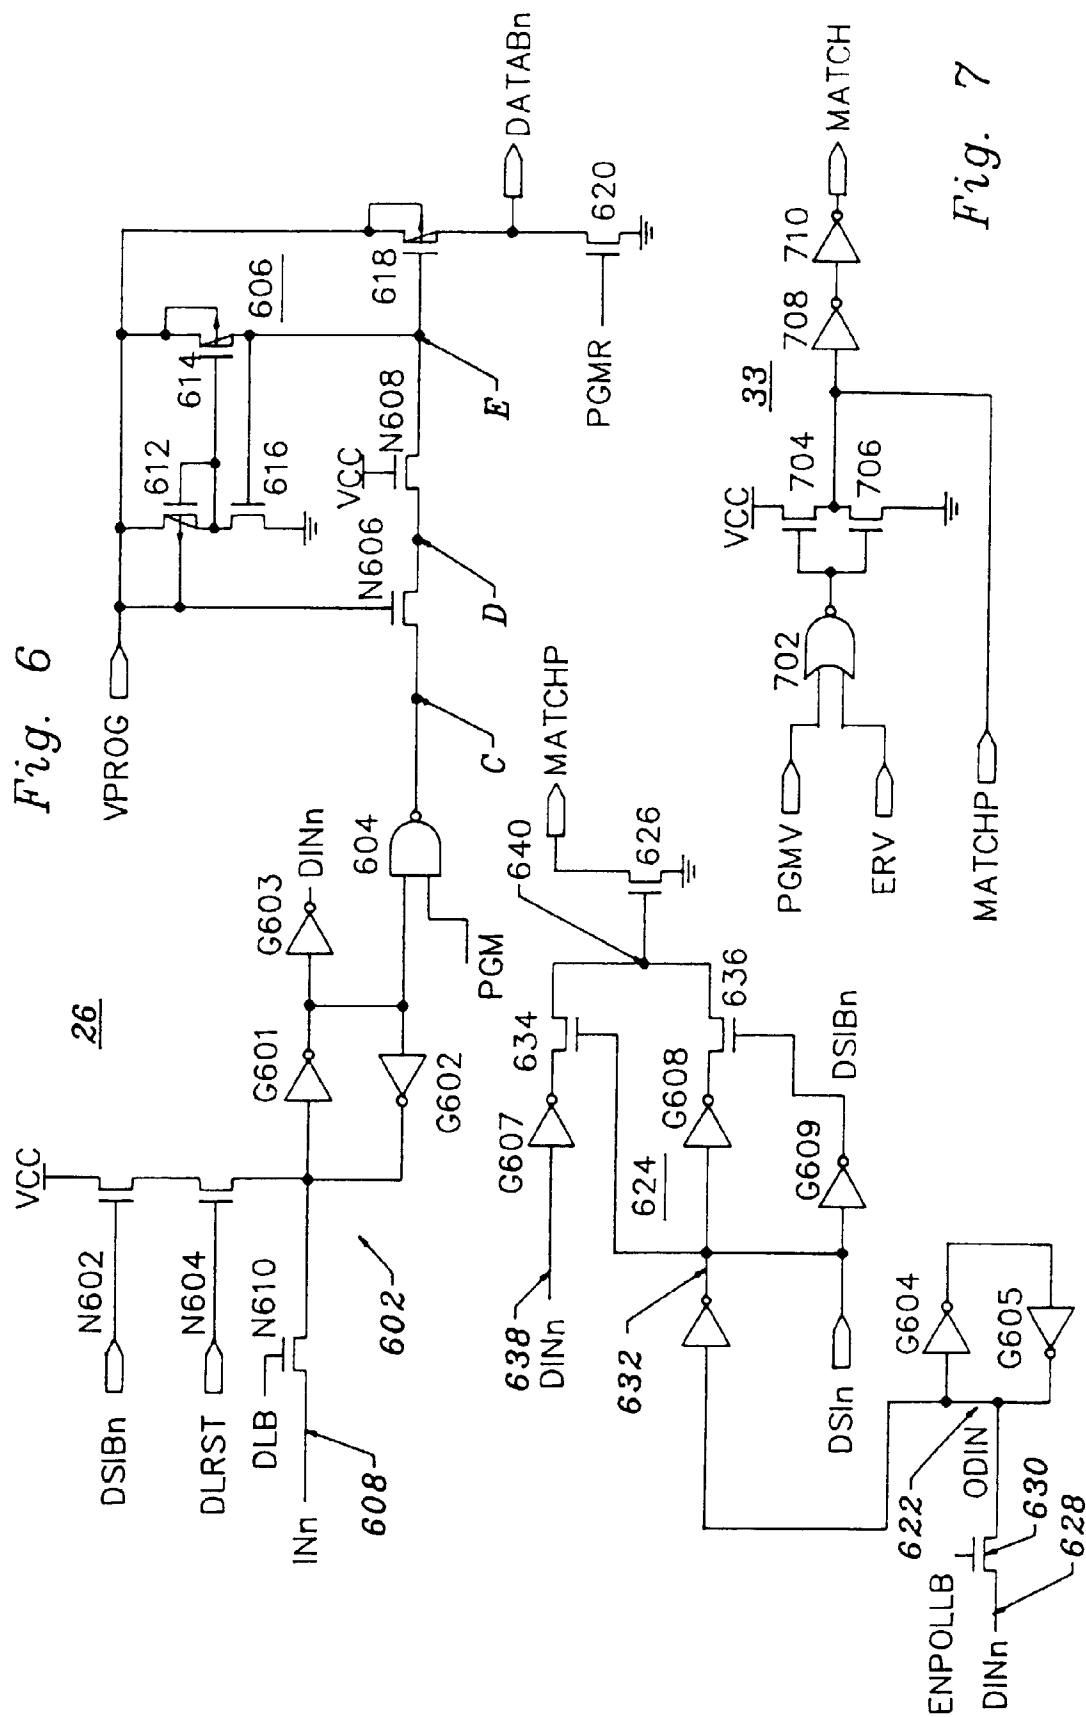 Fig. 6
26
VCC
DSIBn
N602
DLRST
N604
DLB
N610
INn
608
602
G601
G602
G603
DINn
604
PGM
VPROG
C
N606
D
VCC
N608
E
612
614
616
606
618
DATABn
PGMR
620
638
DINn
G607
634
640
MATCHP
626
632
624
G608
636
DSIn
G609
DSIBn
622
ODIN
G604
G605
ENPOLLB
630
DINn
628
Fig. 7
33
PGMV
ERV
702
VCC
704
706
708
710
MATCH
MATCHP